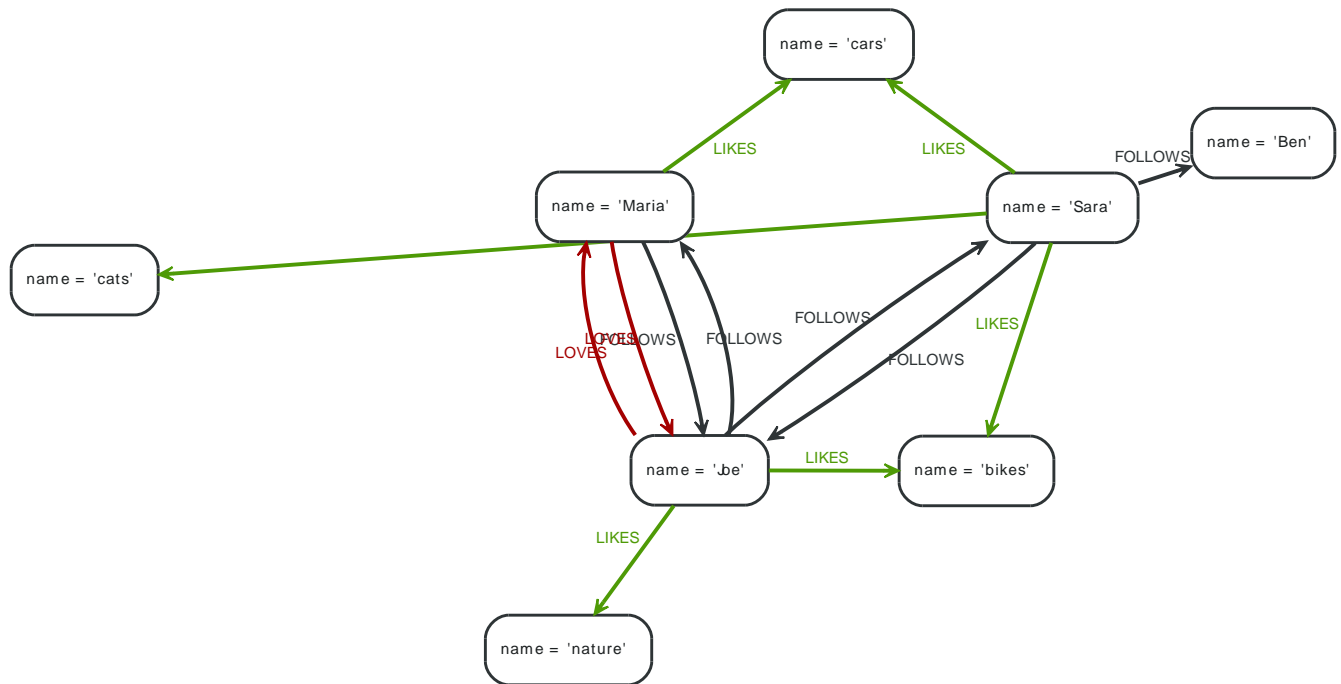 name = 'cars'
LIKES
LIKES
name = 'Ben'
FOLLOWS
name = 'Maria'
name = 'Sara'
name = 'cats'
FOLLOWS
LIKES
LOVES
FOLLOWS
FOLLOWS
LOVES
FOLLOWS
name = 'Joe'
LIKES
name = 'bikes'
LIKES
name = 'nature'